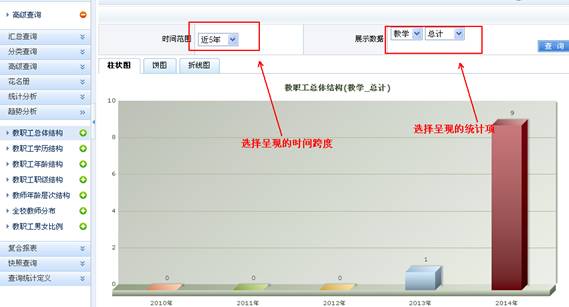 高级查询
汇总查询
分类查询
高级查询
花名册
统计分析
趋势分析
教职工总体结构
教职工学历结构
教职工年龄结构
教职工职级结构
教师年龄层次结构
全校教师分布
教职工男女比例
复合报表
快照查询
查询统计定义
时间范围 近5年
展示数据 教学 总计
查 询
柱状图 饼图 折线图
教职工总体结构(教学_总计)
选择呈现的时间跨度
选择呈现的统计项
10
8
6
4
2
0
0 0 0 1 9
2010年 2011年 2012年 2013年 2014年